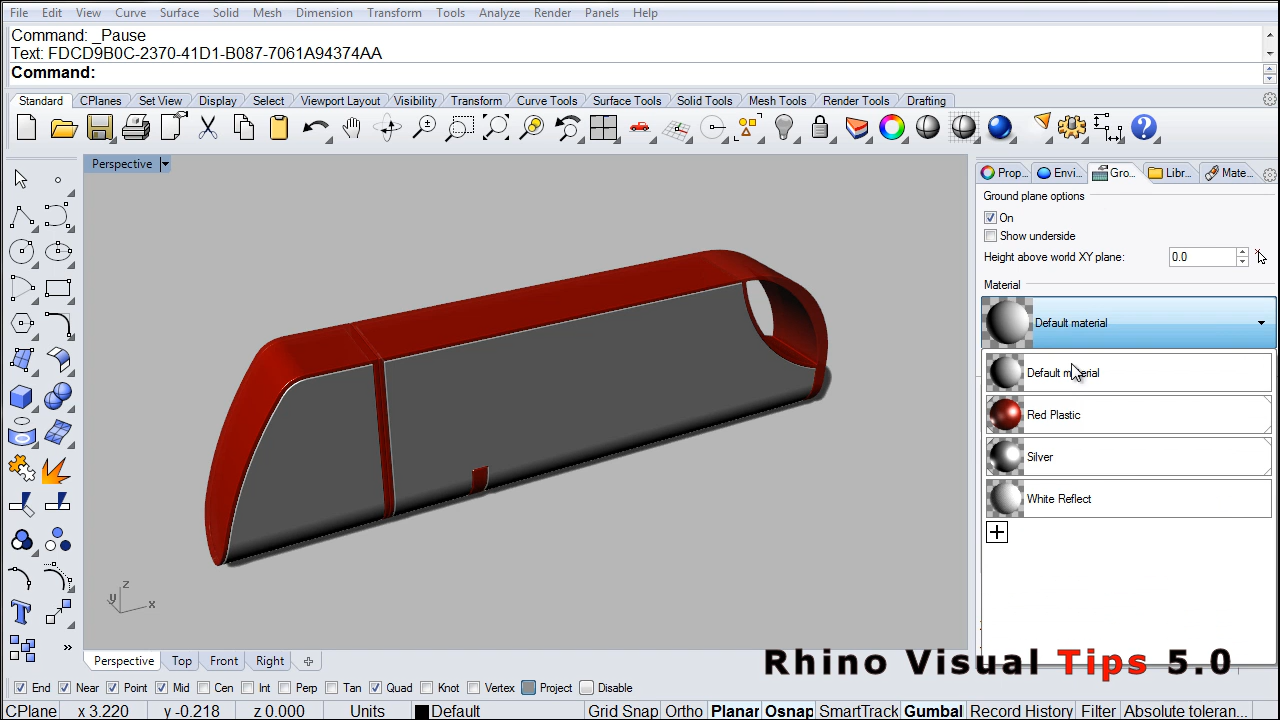 File Edit View Curve Surface Solid Mesh Dimension Transform Tools Analyze Render Panels Help
Command: _Pause
Text: FDCD9B0C-2370-41D1-B087-7061A94374AA
Command:
Standard CPlanes Set View Display Select Viewport Layout Visibility Transform Curve Tools Surface Tools Solid Tools Mesh Tools Render Tools Drafting
Perspective
Prop... Envi... Gro... Libr... Mate...
Ground plane options
On
Show underside
Height above world XY plane: 0.0
Material
Default material
Default material
Red Plastic
Silver
White Reflect
z
y x
Perspective Top Front Right
Rhino Visual Tips 5.0
End Near Point Mid Cen Int Perp Tan Quad Knot Vertex Project Disable
CPlane x 3.220 y -0.218 z 0.000 Units Default Grid Snap Ortho Planar Osnap SmartTrack Gumbal Record History Filter Absolute toleran...